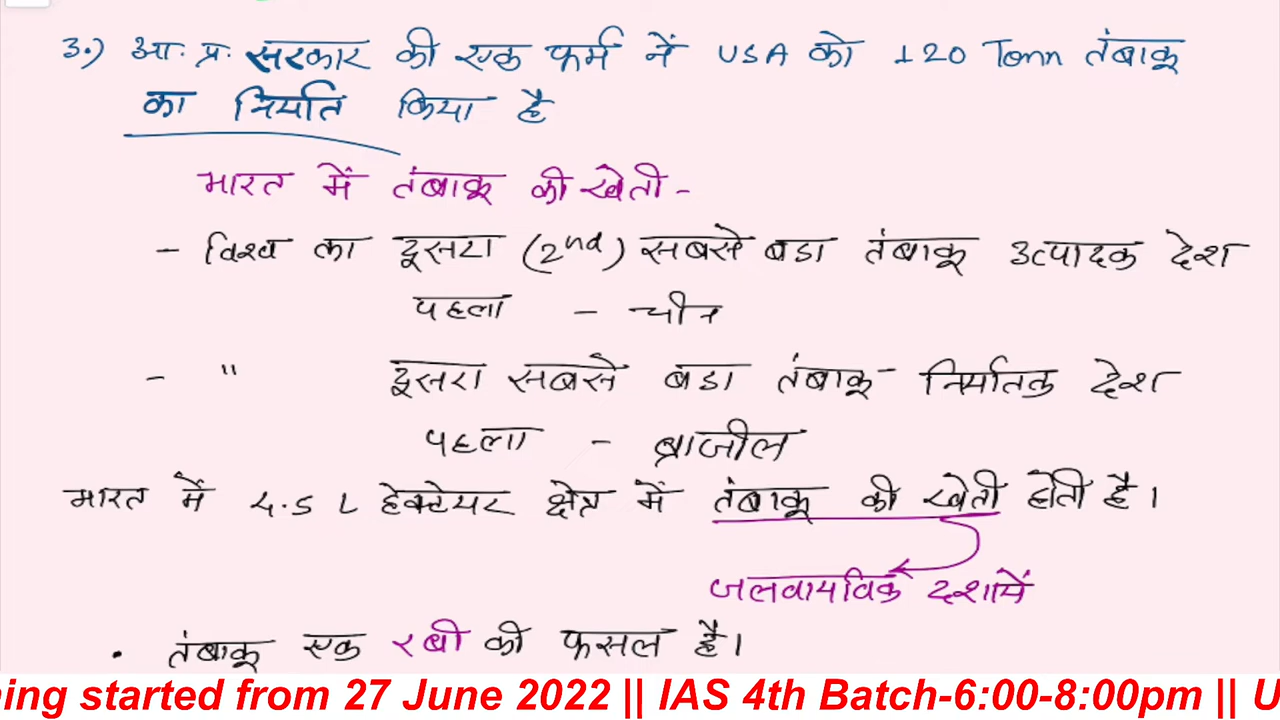 3.) आ. प्र. सरकार की एक फर्म में USA को 120 Tonn तंबाकू
का निर्मात किया है
भारत में तंबाकू की खेती -
- विश्व का दूसरा (2nd) सबसे बडा तंबाकू उत्पादक देश
पहला - चीन
- " दूसरा सबसे बडा तंबाकू निर्मातक देश
पहला - ब्राजील
भारत में 4.5 L हेक्टेयर क्षेत्र में तंबाकू की खेती होती है।
जलवायविक दशायें
• तंबाकू एक रबी की फसल है।
ing started from 27 June 2022 || IAS 4th Batch-6:00-8:00pm || U